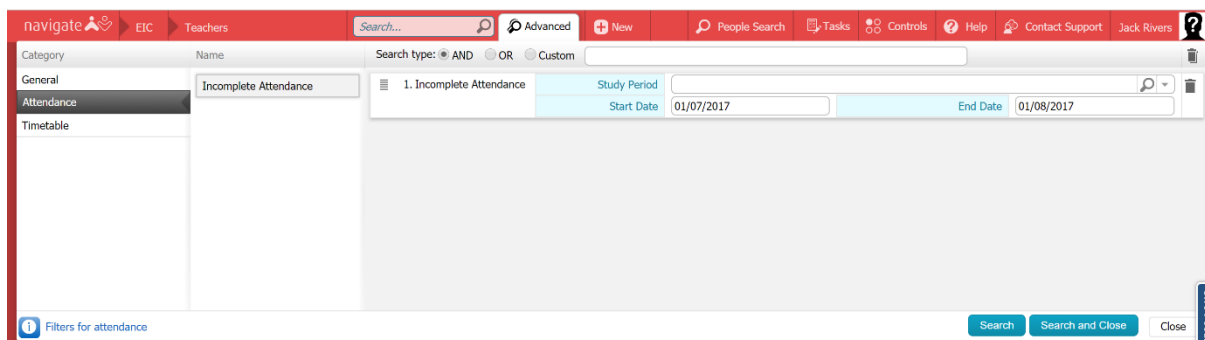 navigate EIC Teachers Search... Advanced New People Search Tasks Controls Help Contact Support Jack Rivers
Category Name Search type: AND OR Custom
General Incomplete Attendance 1. Incomplete Attendance Study Period
Attendance Start Date 01/07/2017 End Date 01/08/2017
Timetable
Filters for attendance Search Search and Close Close